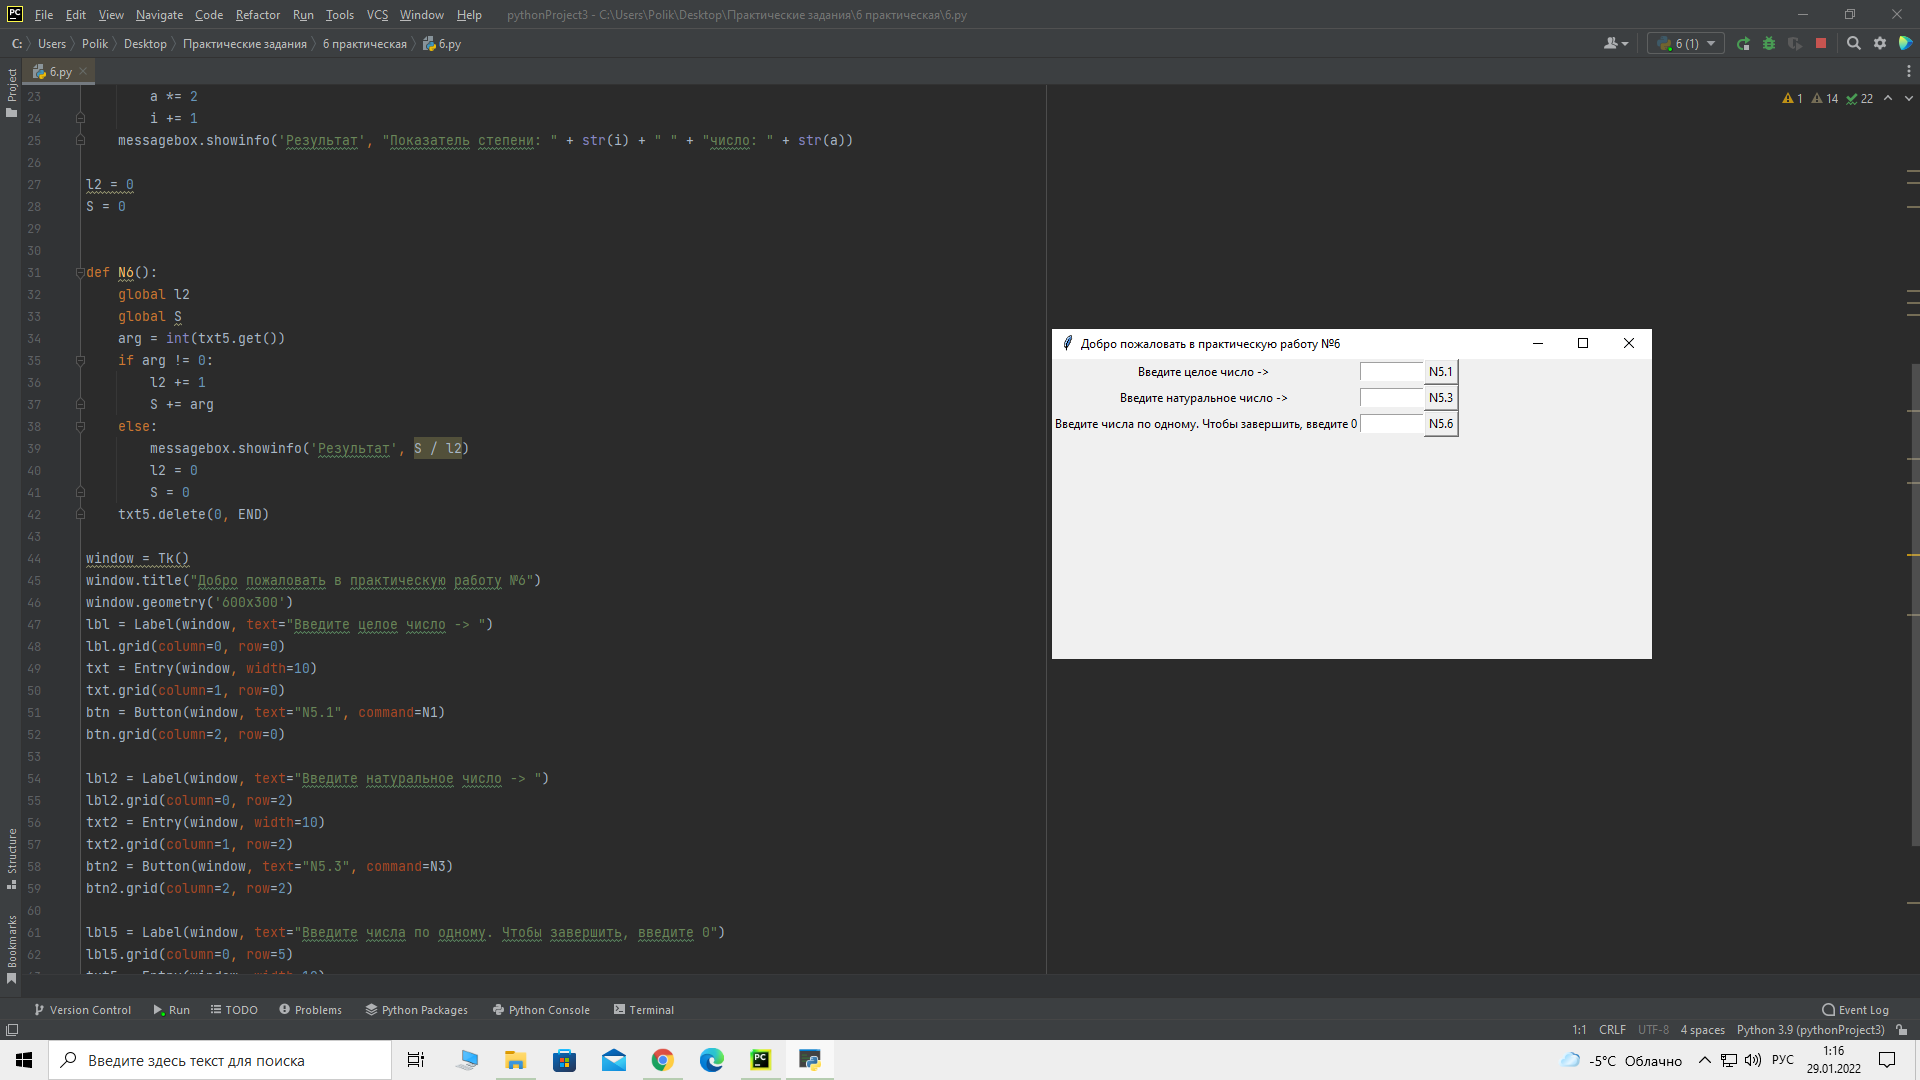 File Edit View Navigate Code Refactor Run Tools VCS Window Help pythonProject3 - C:\Users\Polik\Desktop\Практические задания\6 практическая\6.py
C: Users Polik Desktop Практические задания 6 практическая 6.py 6 (1)
6.py
Project
1 14 22
23 a *= 2
24 i += 1
25 messagebox.showinfo('Результат', "Показатель степени: " + str(i) + " " + "число: " + str(a))
26
27 l2 = 0
28 S = 0
29
30
31 def N6():
32 global l2
33 global S
34 arg = int(txt5.get())
35 if arg != 0:
36 l2 += 1
37 S += arg
38 else:
39 messagebox.showinfo('Результат', S / l2)
40 l2 = 0
41 S = 0
42 txt5.delete(0, END)
43
44 window = Tk()
45 window.title("Добро пожаловать в практическую работу №6")
46 window.geometry('600x300')
47 lbl = Label(window, text="Введите целое число -> ")
48 lbl.grid(column=0, row=0)
49 txt = Entry(window, width=10)
50 txt.grid(column=1, row=0)
51 btn = Button(window, text="N5.1", command=N1)
52 btn.grid(column=2, row=0)
53
54 lbl2 = Label(window, text="Введите натуральное число -> ")
55 lbl2.grid(column=0, row=2)
56 txt2 = Entry(window, width=10)
57 txt2.grid(column=1, row=2)
58 btn2 = Button(window, text="N5.3", command=N3)
59 btn2.grid(column=2, row=2)
60
61 lbl5 = Label(window, text="Введите числа по одному. Чтобы завершить, введите 0")
62 lbl5.grid(column=0, row=5)
Добро пожаловать в практическую работу №6
Введите целое число -> N5.1
Введите натуральное число -> N5.3
Введите числа по одному. Чтобы завершить, введите 0 N5.6
Structure
Bookmarks
Version Control Run TODO Problems Python Packages Python Console Terminal Event Log
1:1 CRLF UTF-8 4 spaces Python 3.9 (pythonProject3)
Введите здесь текст для поиска
-5°C Облачно РУС 1:16
29.01.2022